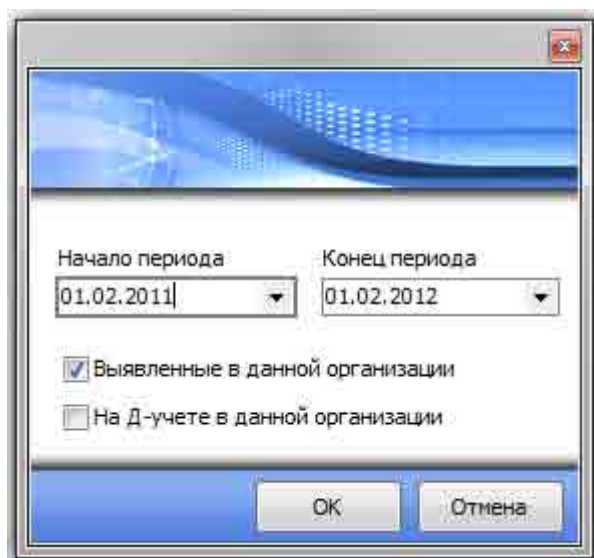 Начало периода Конец периода
01.02.2011 01.02.2012
Выявленные в данной организации
На Д-учете в данной организации
OK Отмена